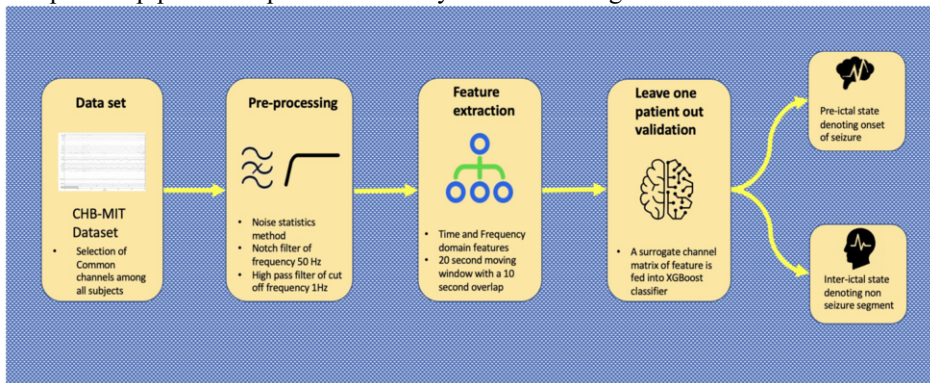 Data set
CHB-MIT
Dataset
• Selection of
Common
channels among
all subjects
Pre-processing
• Noise statistics
method
• Notch filter of
frequency 50 Hz
• High pass filter of cut
off frequency 1Hz
Feature
extraction
• Time and Frequency
domain features
• 20 second moving
window with a 10
second overlap
Leave one
patient out
validation
• A surrogate channel
matrix of feature is
fed into XGBoost
classifier
Pre-ictal state
denoting onset
of seizure
Inter-ictal state
denoting non
seizure segment